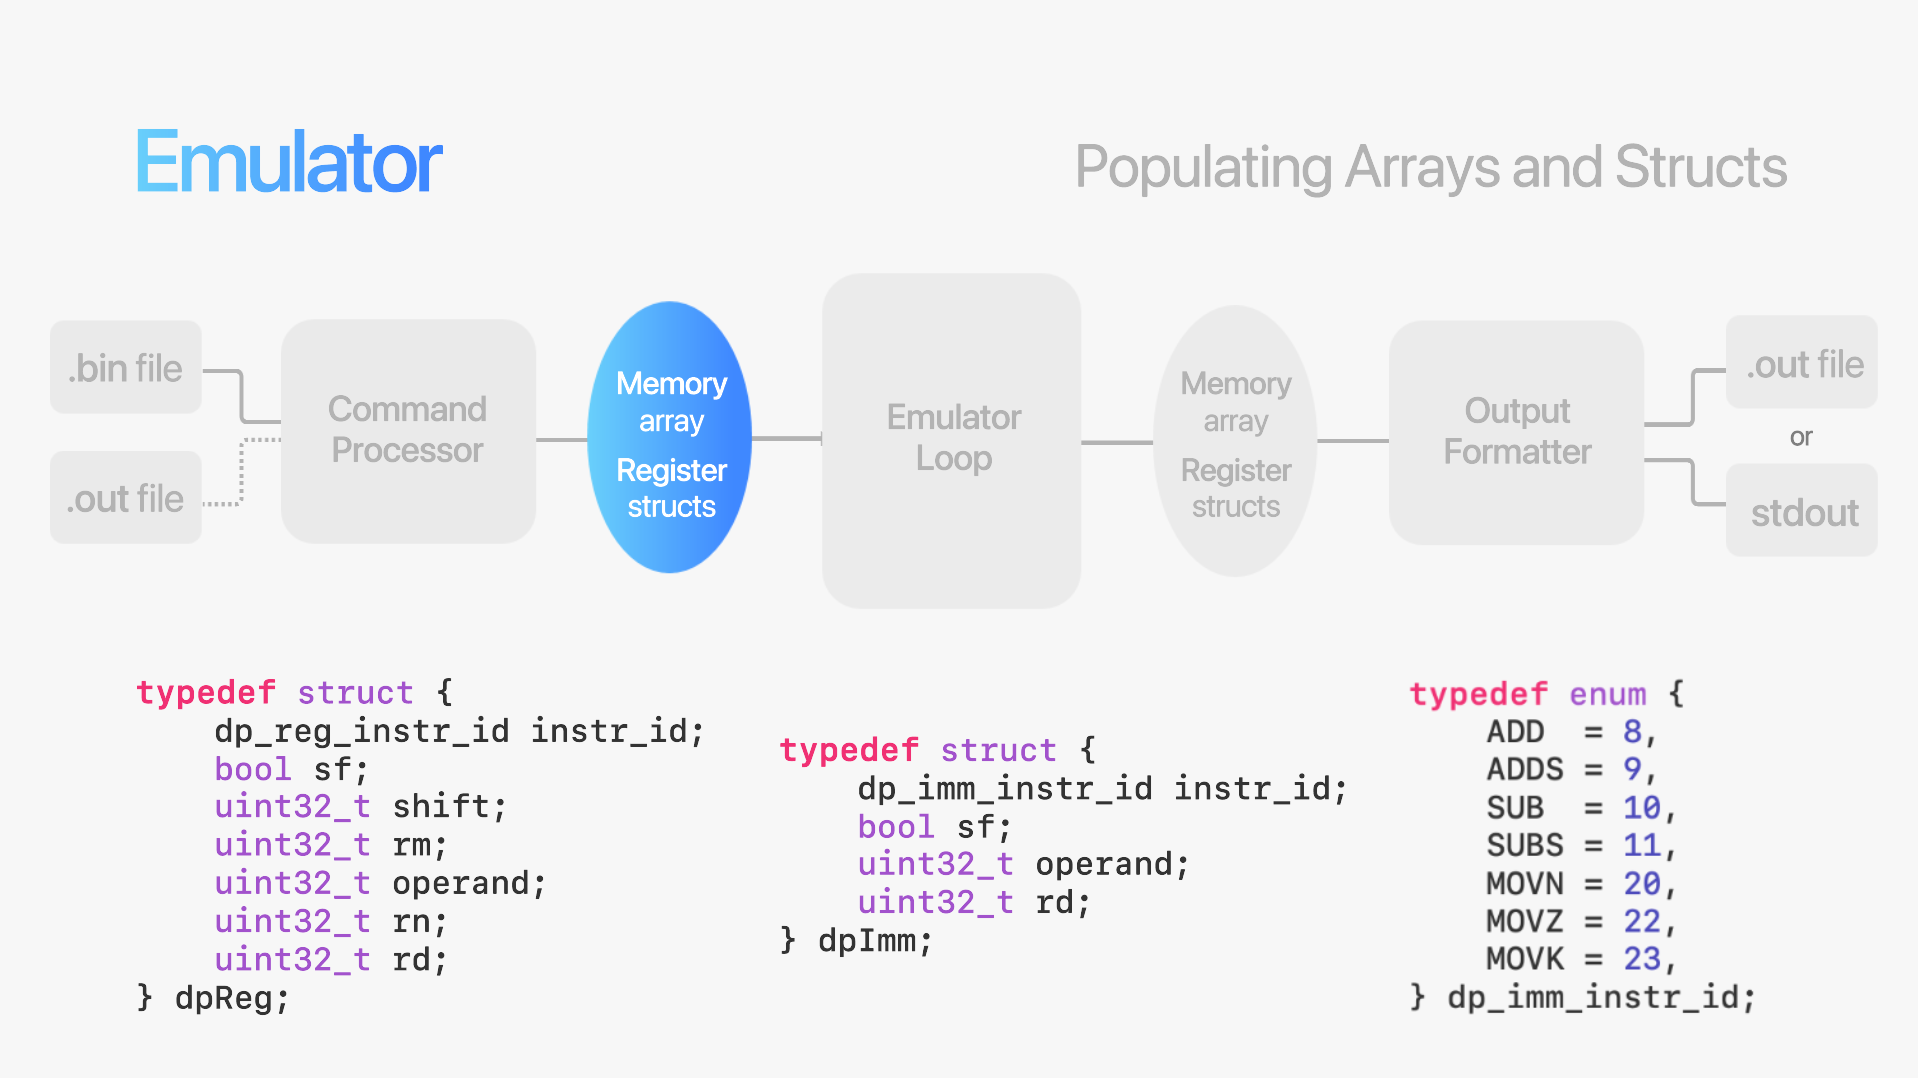 Emulator
Populating Arrays and Structs
.bin file
.out file
Command
Processor
Memory
array
Register
structs
Emulator
Loop
Memory
array
Register
structs
Output
Formatter
.out file
or
stdout
typedef struct {
    dp_reg_instr_id instr_id;
    bool sf;
    uint32_t shift;
    uint32_t rm;
    uint32_t operand;
    uint32_t rn;
    uint32_t rd;
} dpReg;
typedef struct {
    dp_imm_instr_id instr_id;
    bool sf;
    uint32_t operand;
    uint32_t rd;
} dpImm;
typedef enum {
    ADD  = 8,
    ADDS = 9,
    SUB  = 10,
    SUBS = 11,
    MOVN = 20,
    MOVZ = 22,
    MOVK = 23,
} dp_imm_instr_id;